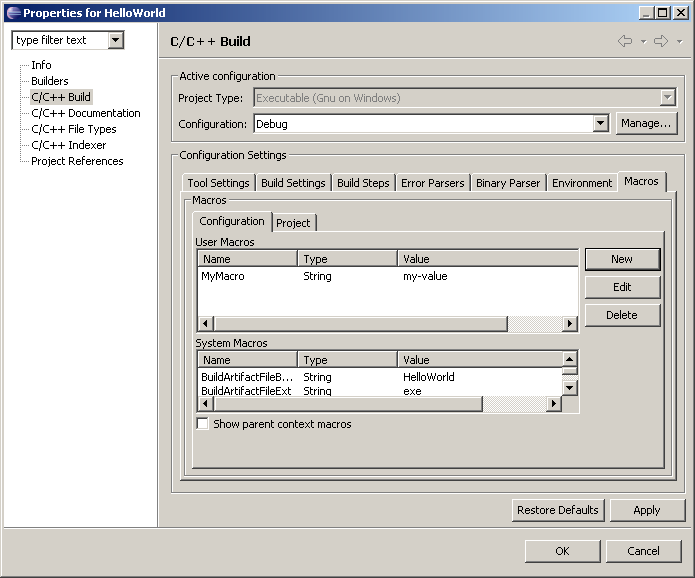 Properties for HelloWorld
type filter text
Info
Builders
C/C++ Build
C/C++ Documentation
C/C++ File Types
C/C++ Indexer
Project References
C/C++ Build
Active configuration
Project Type: Executable (Gnu on Windows)
Configuration: Debug Manage...
Configuration Settings
Tool Settings Build Settings Build Steps Error Parsers Binary Parser Environment Macros
Macros
Configuration Project
User Macros
Name Type Value
MyMacro String my-value
New
Edit
Delete
System Macros
Name Type Value
BuildArtifactFileB... String HelloWorld
BuildArtifactFileExt String exe
Show parent context macros
Restore Defaults Apply
OK Cancel